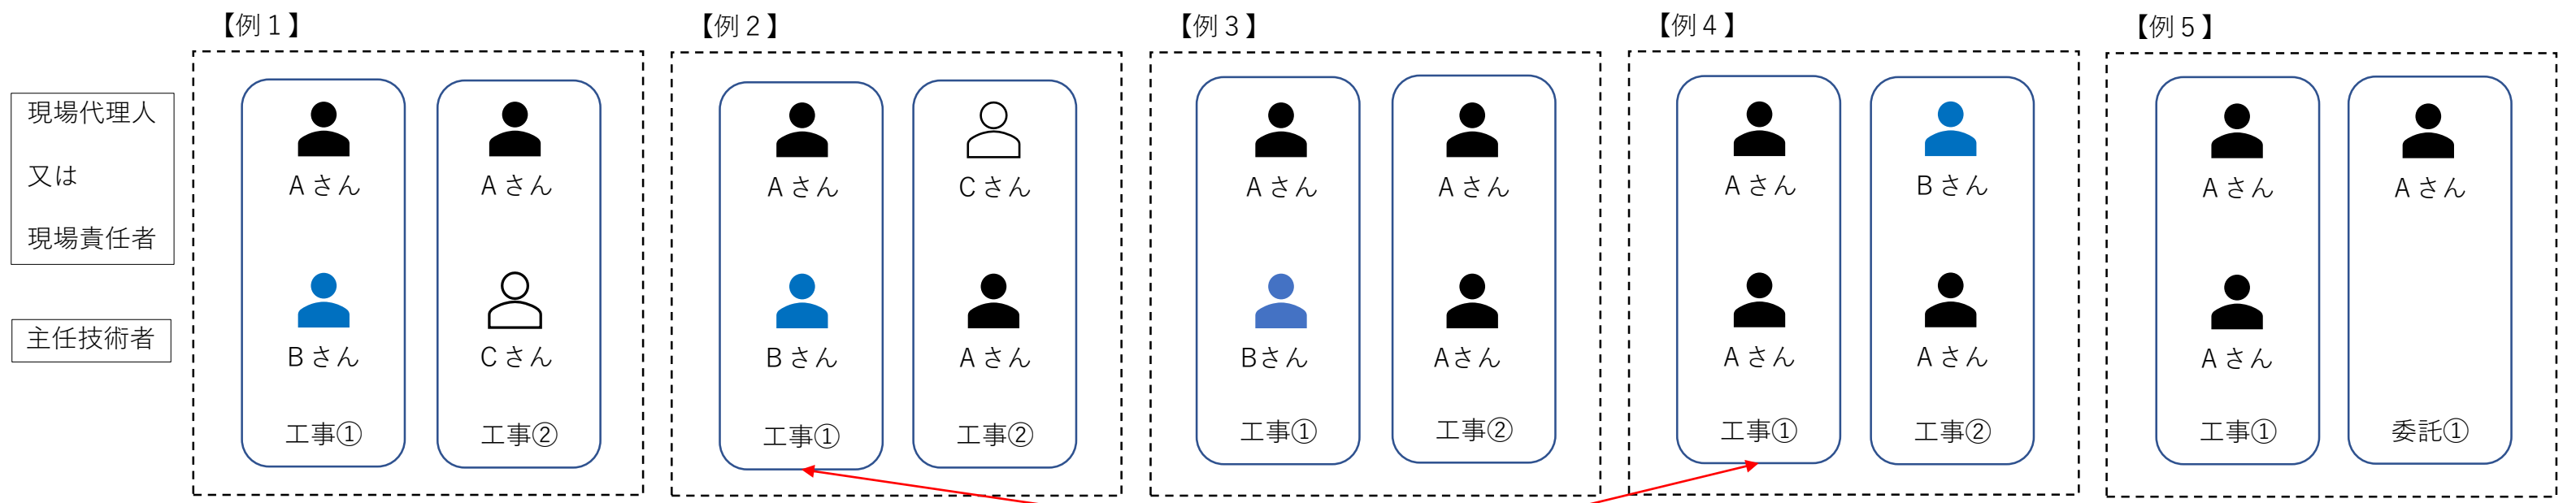 【例１】
【例２】
【例３】
【例４】
【例５】
現場代理人
又は
現場責任者
主任技術者
Ａさん
Ａさん
Ｂさん
Ｃさん
工事①
工事②
Ａさん
Ｃさん
Ｂさん
Ａさん
工事①
工事②
Ａさん
Ａさん
Bさん
Aさん
工事①
工事②
Ａさん
Ｂさん
Ａさん
Ａさん
工事①
工事②
Ａさん
Ａさん
Ａさん
工事①
委託①